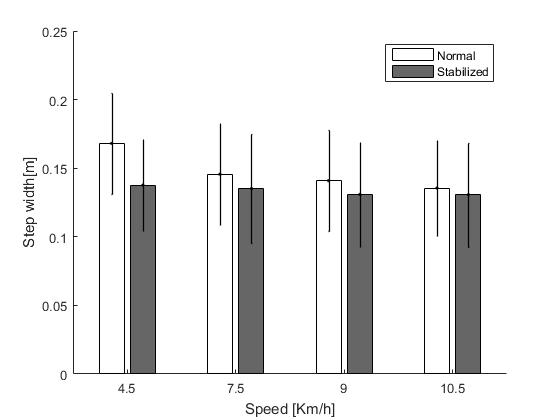 0.25
0.2
0.15
0.1
0.05
0
Step width[m]
Normal
Stabilized
4.5
7.5
9
10.5
Speed [Km/h]